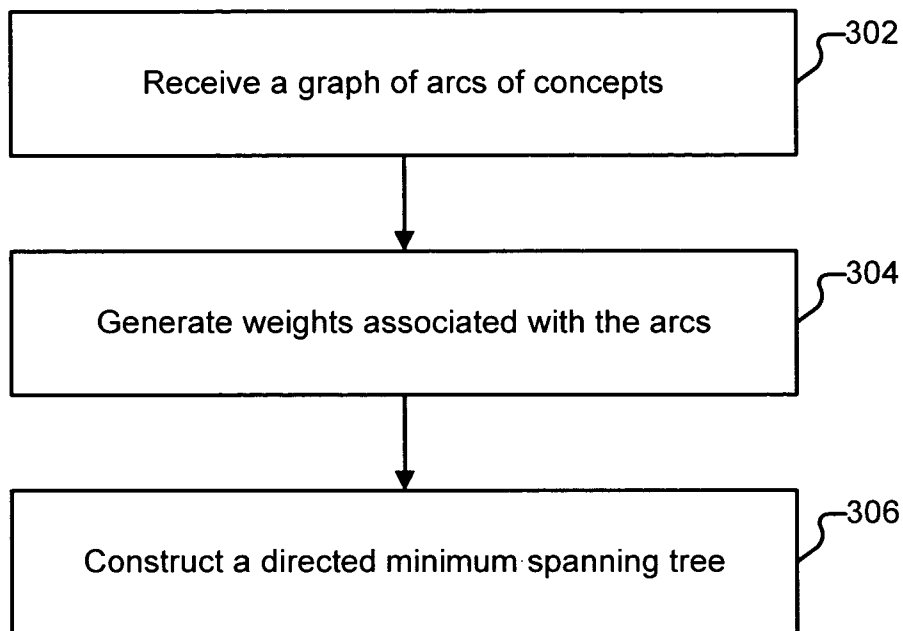 302
Receive a graph of arcs of concepts
304
Generate weights associated with the arcs
306
Construct a directed minimum spanning tree